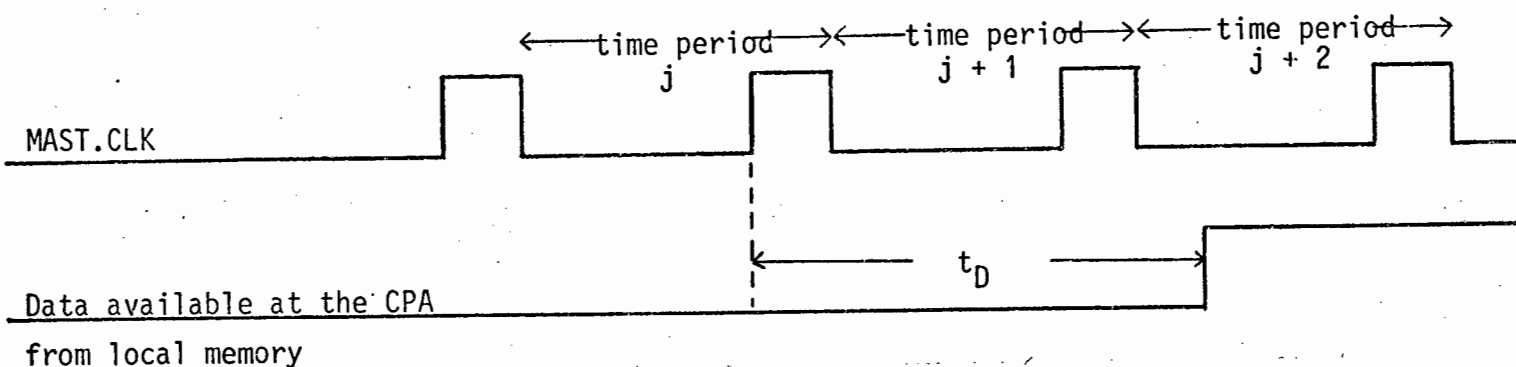 time period time period time period
j j + 1 j + 2
MAST.CLK
t_D
Data available at the CPA
from local memory